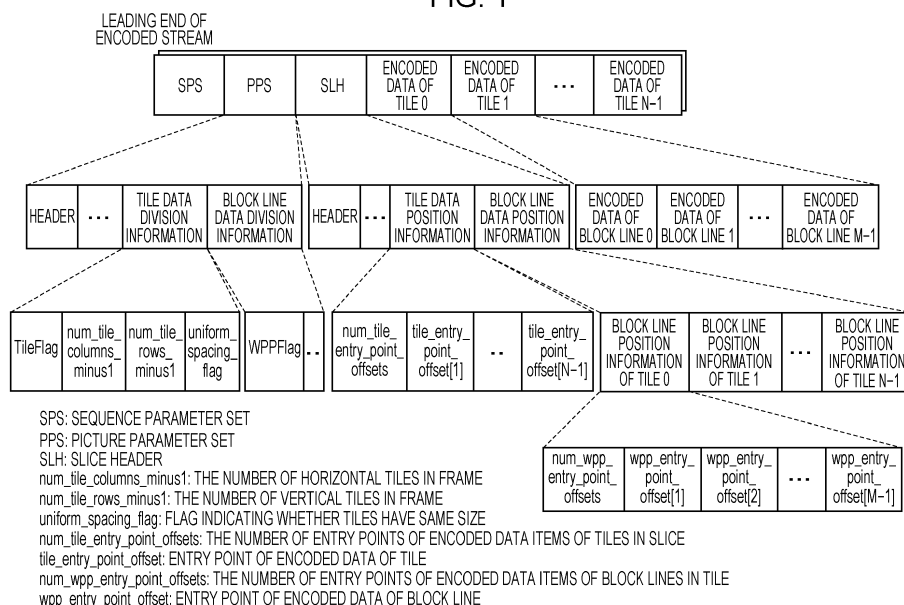 FIG. 1
LEADING END OF
ENCODED STREAM
SPS
PPS
SLH
ENCODED
DATA OF
TILE 0
ENCODED
DATA OF
TILE 1
...
ENCODED
DATA OF
TILE N-1
HEADER
...
TILE DATA
DIVISION
INFORMATION
BLOCK LINE
DATA DIVISION
INFORMATION
HEADER
...
TILE DATA
POSITION
INFORMATION
BLOCK LINE
DATA POSITION
INFORMATION
ENCODED
DATA OF
BLOCK LINE 0
ENCODED
DATA OF
BLOCK LINE 1
...
ENCODED
DATA OF
BLOCK LINE M-1
TileFlag
num_tile_
columns_
minus1
num_tile_
rows_
minus1
uniform_
spacing_
flag
WPPFlag
..
num_tile_
entry_point_
offsets
tile_entry_
point_
offset[1]
..
tile_entry_
point_
offset[N-1]
BLOCK LINE
POSITION
INFORMATION
OF TILE 0
BLOCK LINE
POSITION
INFORMATION
OF TILE 1
...
BLOCK LINE
POSITION
INFORMATION
OF TILE N-1
num_wpp_
entry_point_
offsets
wpp_entry_
point_
offset[1]
wpp_entry_
point_
offset[2]
...
wpp_entry_
point_
offset[M-1]
SPS: SEQUENCE PARAMETER SET
PPS: PICTURE PARAMETER SET
SLH: SLICE HEADER
num_tile_columns_minus1: THE NUMBER OF HORIZONTAL TILES IN FRAME
num_tile_rows_minus1: THE NUMBER OF VERTICAL TILES IN FRAME
uniform_spacing_flag: FLAG INDICATING WHETHER TILES HAVE SAME SIZE
num_tile_entry_point_offsets: THE NUMBER OF ENTRY POINTS OF ENCODED DATA ITEMS OF TILES IN SLICE
tile_entry_point_offset: ENTRY POINT OF ENCODED DATA OF TILE
num_wpp_entry_point_offsets: THE NUMBER OF ENTRY POINTS OF ENCODED DATA ITEMS OF BLOCK LINES IN TILE
wpp_entry_point_offset: ENTRY POINT OF ENCODED DATA OF BLOCK LINE